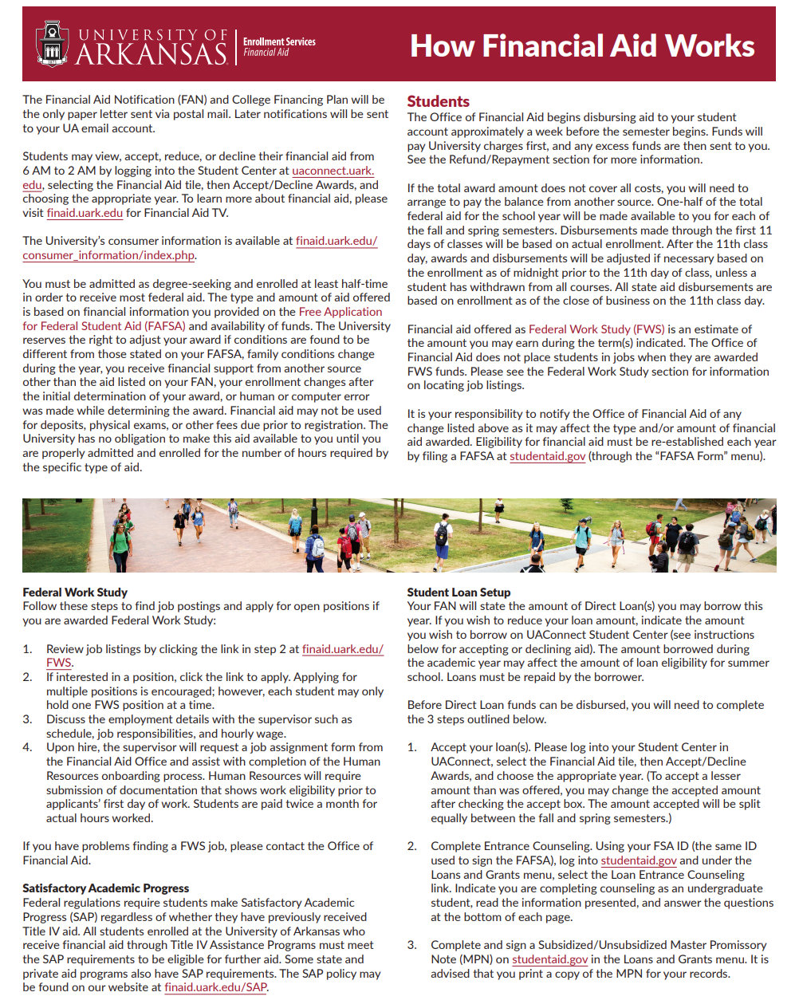 UNIVERSITY OF
ARKANSAS
Enrollment Services
Financial Aid
How Financial Aid Works
The Financial Aid Notification (FAN) and College Financing Plan will be
the only paper letter sent via postal mail. Later notifications will be sent
to your UA email account.
Students may view, accept, reduce, or decline their financial aid from
6 AM to 2 AM by logging into the Student Center at uaconnect.uark.
edu, selecting the Financial Aid tile, then Accept/Decline Awards, and
choosing the appropriate year. To learn more about financial aid, please
visit finaid.uark.edu for Financial Aid TV.
The University's consumer information is available at finaid.uark.edu/
consumer_information/index.php.
You must be admitted as degree-seeking and enrolled at least half-time
in order to receive most federal aid. The type and amount of aid offered
is based on financial information you provided on the Free Application
for Federal Student Aid (FAFSA) and availability of funds. The University
reserves the right to adjust your award if conditions are found to be
different from those stated on your FAFSA, family conditions change
during the year, you receive financial support from another source
other than the aid listed on your FAN, your enrollment changes after
the initial determination of your award, or human or computer error
was made while determining the award. Financial aid may not be used
for deposits, physical exams, or other fees due prior to registration. The
University has no obligation to make this aid available to you until you
are properly admitted and enrolled for the number of hours required by
the specific type of aid.
Students
The Office of Financial Aid begins disbursing aid to your student
account approximately a week before the semester begins. Funds will
pay University charges first, and any excess funds are then sent to you.
See the Refund/Repayment section for more information.
If the total award amount does not cover all costs, you will need to
arrange to pay the balance from another source. One-half of the total
federal aid for the school year will be made available to you for each of
the fall and spring semesters. Disbursements made through the first 11
days of classes will be based on actual enrollment. After the 11th class
day, awards and disbursements will be adjusted if necessary based on
the enrollment as of midnight prior to the 11th day of class, unless a
student has withdrawn from all courses. All state aid disbursements are
based on enrollment as of the close of business on the 11th class day.
Financial aid offered as Federal Work Study (FWS) is an estimate of
the amount you may earn during the term(s) indicated. The Office of
Financial Aid does not place students in jobs when they are awarded
FWS funds. Please see the Federal Work Study section for information
on locating job listings.
It is your responsibility to notify the Office of Financial Aid of any
change listed above as it may affect the type and/or amount of financial
aid awarded. Eligibility for financial aid must be re-established each year
by filing a FAFSA at studentaid.gov (through the "FAFSA Form" menu).
Federal Work Study
Follow these steps to find job postings and apply for open positions if
you are awarded Federal Work Study:
1. Review job listings by clicking the link in step 2 at finaid.uark.edu/
FWS.
2. If interested in a position, click the link to apply. Applying for
multiple positions is encouraged; however, each student may only
hold one FWS position at a time.
3. Discuss the employment details with the supervisor such as
schedule, job responsibilities, and hourly wage.
4. Upon hire, the supervisor will request a job assignment form from
the Financial Aid Office and assist with completion of the Human
Resources onboarding process. Human Resources will require
submission of documentation that shows work eligibility prior to
applicants' first day of work. Students are paid twice a month for
actual hours worked.
If you have problems finding a FWS job, please contact the Office of
Financial Aid.
Satisfactory Academic Progress
Federal regulations require students make Satisfactory Academic
Progress (SAP) regardless of whether they have previously received
Title IV aid. All students enrolled at the University of Arkansas who
receive financial aid through Title IV Assistance Programs must meet
the SAP requirements to be eligible for further aid. Some state and
private aid programs also have SAP requirements. The SAP policy may
be found on our website at finaid.uark.edu/SAP.
Student Loan Setup
Your FAN will state the amount of Direct Loan(s) you may borrow this
year. If you wish to reduce your loan amount, indicate the amount
you wish to borrow on UAConnect Student Center (see instructions
below for accepting or declining aid). The amount borrowed during
the academic year may affect the amount of loan eligibility for summer
school. Loans must be repaid by the borrower.
Before Direct Loan funds can be disbursed, you will need to complete
the 3 steps outlined below.
1. Accept your loan(s). Please log into your Student Center in
UAConnect, select the Financial Aid tile, then Accept/Decline
Awards, and choose the appropriate year. (To accept a lesser
amount than was offered, you may change the accepted amount
after checking the accept box. The amount accepted will be split
equally between the fall and spring semesters.)
2. Complete Entrance Counseling. Using your FSA ID (the same ID
used to sign the FAFSA), log into studentaid.gov and under the
Loans and Grants menu, select the Loan Entrance Counseling
link. Indicate you are completing counseling as an undergraduate
student, read the information presented, and answer the questions
at the bottom of each page.
3. Complete and sign a Subsidized/Unsubsidized Master Promissory
Note (MPN) on studentaid.gov in the Loans and Grants menu. It is
advised that you print a copy of the MPN for your records.